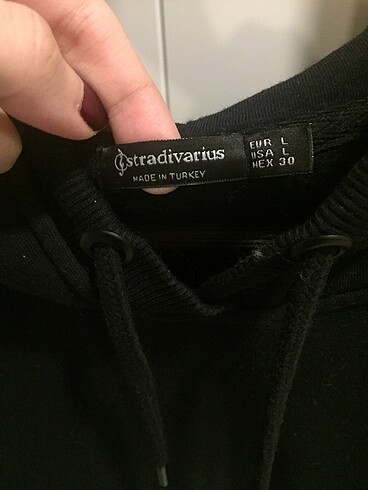 stradivarius
MADE IN TURKEY
EUR L
USA L
MEX 30